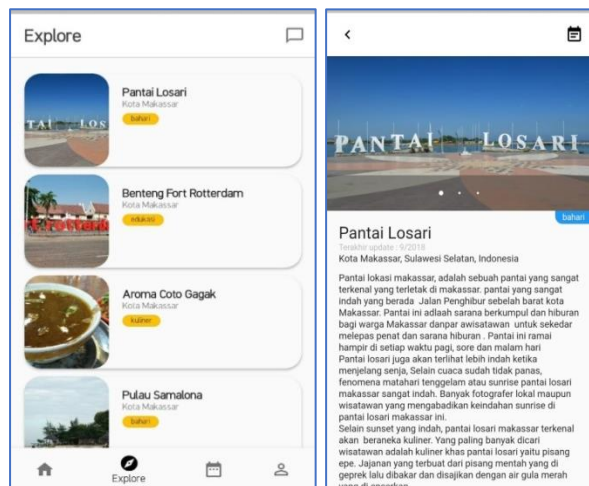 Explore
TAI LOS
Pantai Losari
Kota Makassar
bahari
Benteng Fort Rotterdam
Kota Makassar
edukasi
Aroma Coto Gagak
Kota Makassar
kuliner
Pulau Samalona
Kota Makassar
bahari
Explore
PANTAI LOSARI
bahari
Pantai Losari
Terakhir update : 9/2018
Kota Makassar, Sulawesi Selatan, Indonesia
Pantai lokasi makassar, adalah sebuah pantai yang sangat
terkenal yang terletak di makassar. pantai yang sangat
indah yang berada Jalan Penghibur sebelah barat kota
Makassar. Pantai ini adlaah sarana berkumpul dan hiburan
bagi warga Makassar danpar awisatawan untuk sekedar
melepas penat dan sarana hiburan . Pantai ini ramai
hampir di setiap waktu pagi, sore dan malam hari
Pantai losari juga akan terlihat lebih indah ketika
menjelang senja, Selain cuaca sudah tidak panas,
fenomena matahari tenggelam atau sunrise pantai losari
makassar sangat indah. Banyak fotografer lokal maupun
wisatawan yang mengabadikan keindahan sunrise di
pantai losari makassar ini.
Selain sunset yang indah, pantai losari makassar terkenal
akan beraneka kuliner. Yang paling banyak dicari
wisatawan adalah kuliner khas pantai losari yaitu pisang
epe. Jajanan yang terbuat dari pisang mentah yang di
geprek lalu dibakar dan disajikan dengan air gula merah